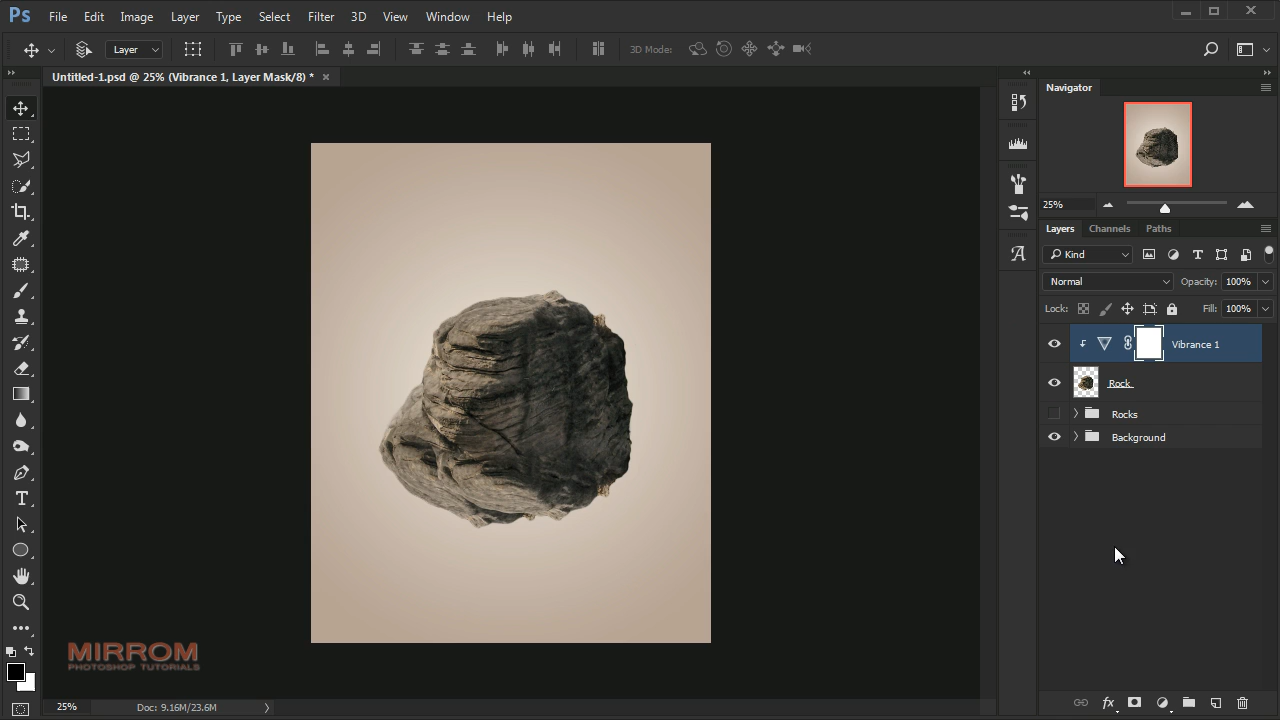 Ps File Edit Image Layer Type Select Filter 3D View Window Help
Layer 3D Mode:
Untitled-1.psd @ 25% (Vibrance 1, Layer Mask/8) * ×
Navigator
25%
Layers Channels Paths
Kind
Normal Opacity: 100%
Lock: Fill: 100%
Vibrance 1
Rock
Rocks
Background
MIRROM
PHOTOSHOP TUTORIALS
25% Doc: 9.16M/23.6M